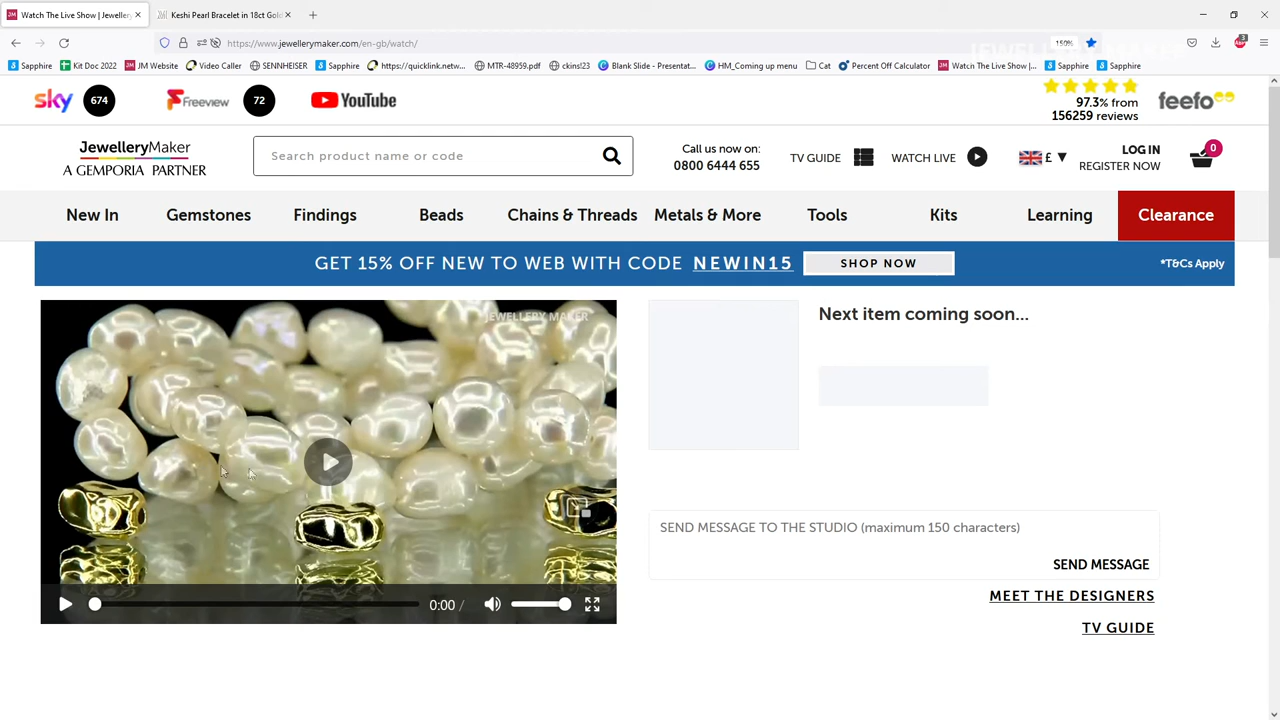 Watch The Live Show | Jeweller
Keshi Pearl Bracelet in 18ct Gold
https://www.jewellerymaker.com/en-gb/watch/
150%
3
Sapphire
Kit Doc 2022
JM Website
Video Caller
SENNHEISER
Sapphire
https://quicklink.netw...
MTR-48959.pdf
ckins!23
Blank Slide - Presentat...
HM_Coming up menu
Cat
Percent Off Calculator
Watch The Live Show |...
Sapphire
Sapphire
JEWELLERY MAKER
sky 674
Freeview 72
YouTube
97.3% from
156259 reviews
feefo
JewelleryMaker
A GEMPORIA PARTNER
Search product name or code
Call us now on:
0800 6444 655
TV GUIDE
WATCH LIVE
£
LOG IN
REGISTER NOW
0
New In
Gemstones
Findings
Beads
Chains & Threads
Metals & More
Tools
Kits
Learning
Clearance
GET 15% OFF NEW TO WEB WITH CODE NEWIN15
SHOP NOW
*T&Cs Apply
JEWELLERY MAKER
Next item coming soon...
SEND MESSAGE TO THE STUDIO (maximum 150 characters)
SEND MESSAGE
MEET THE DESIGNERS
TV GUIDE
0:00 /